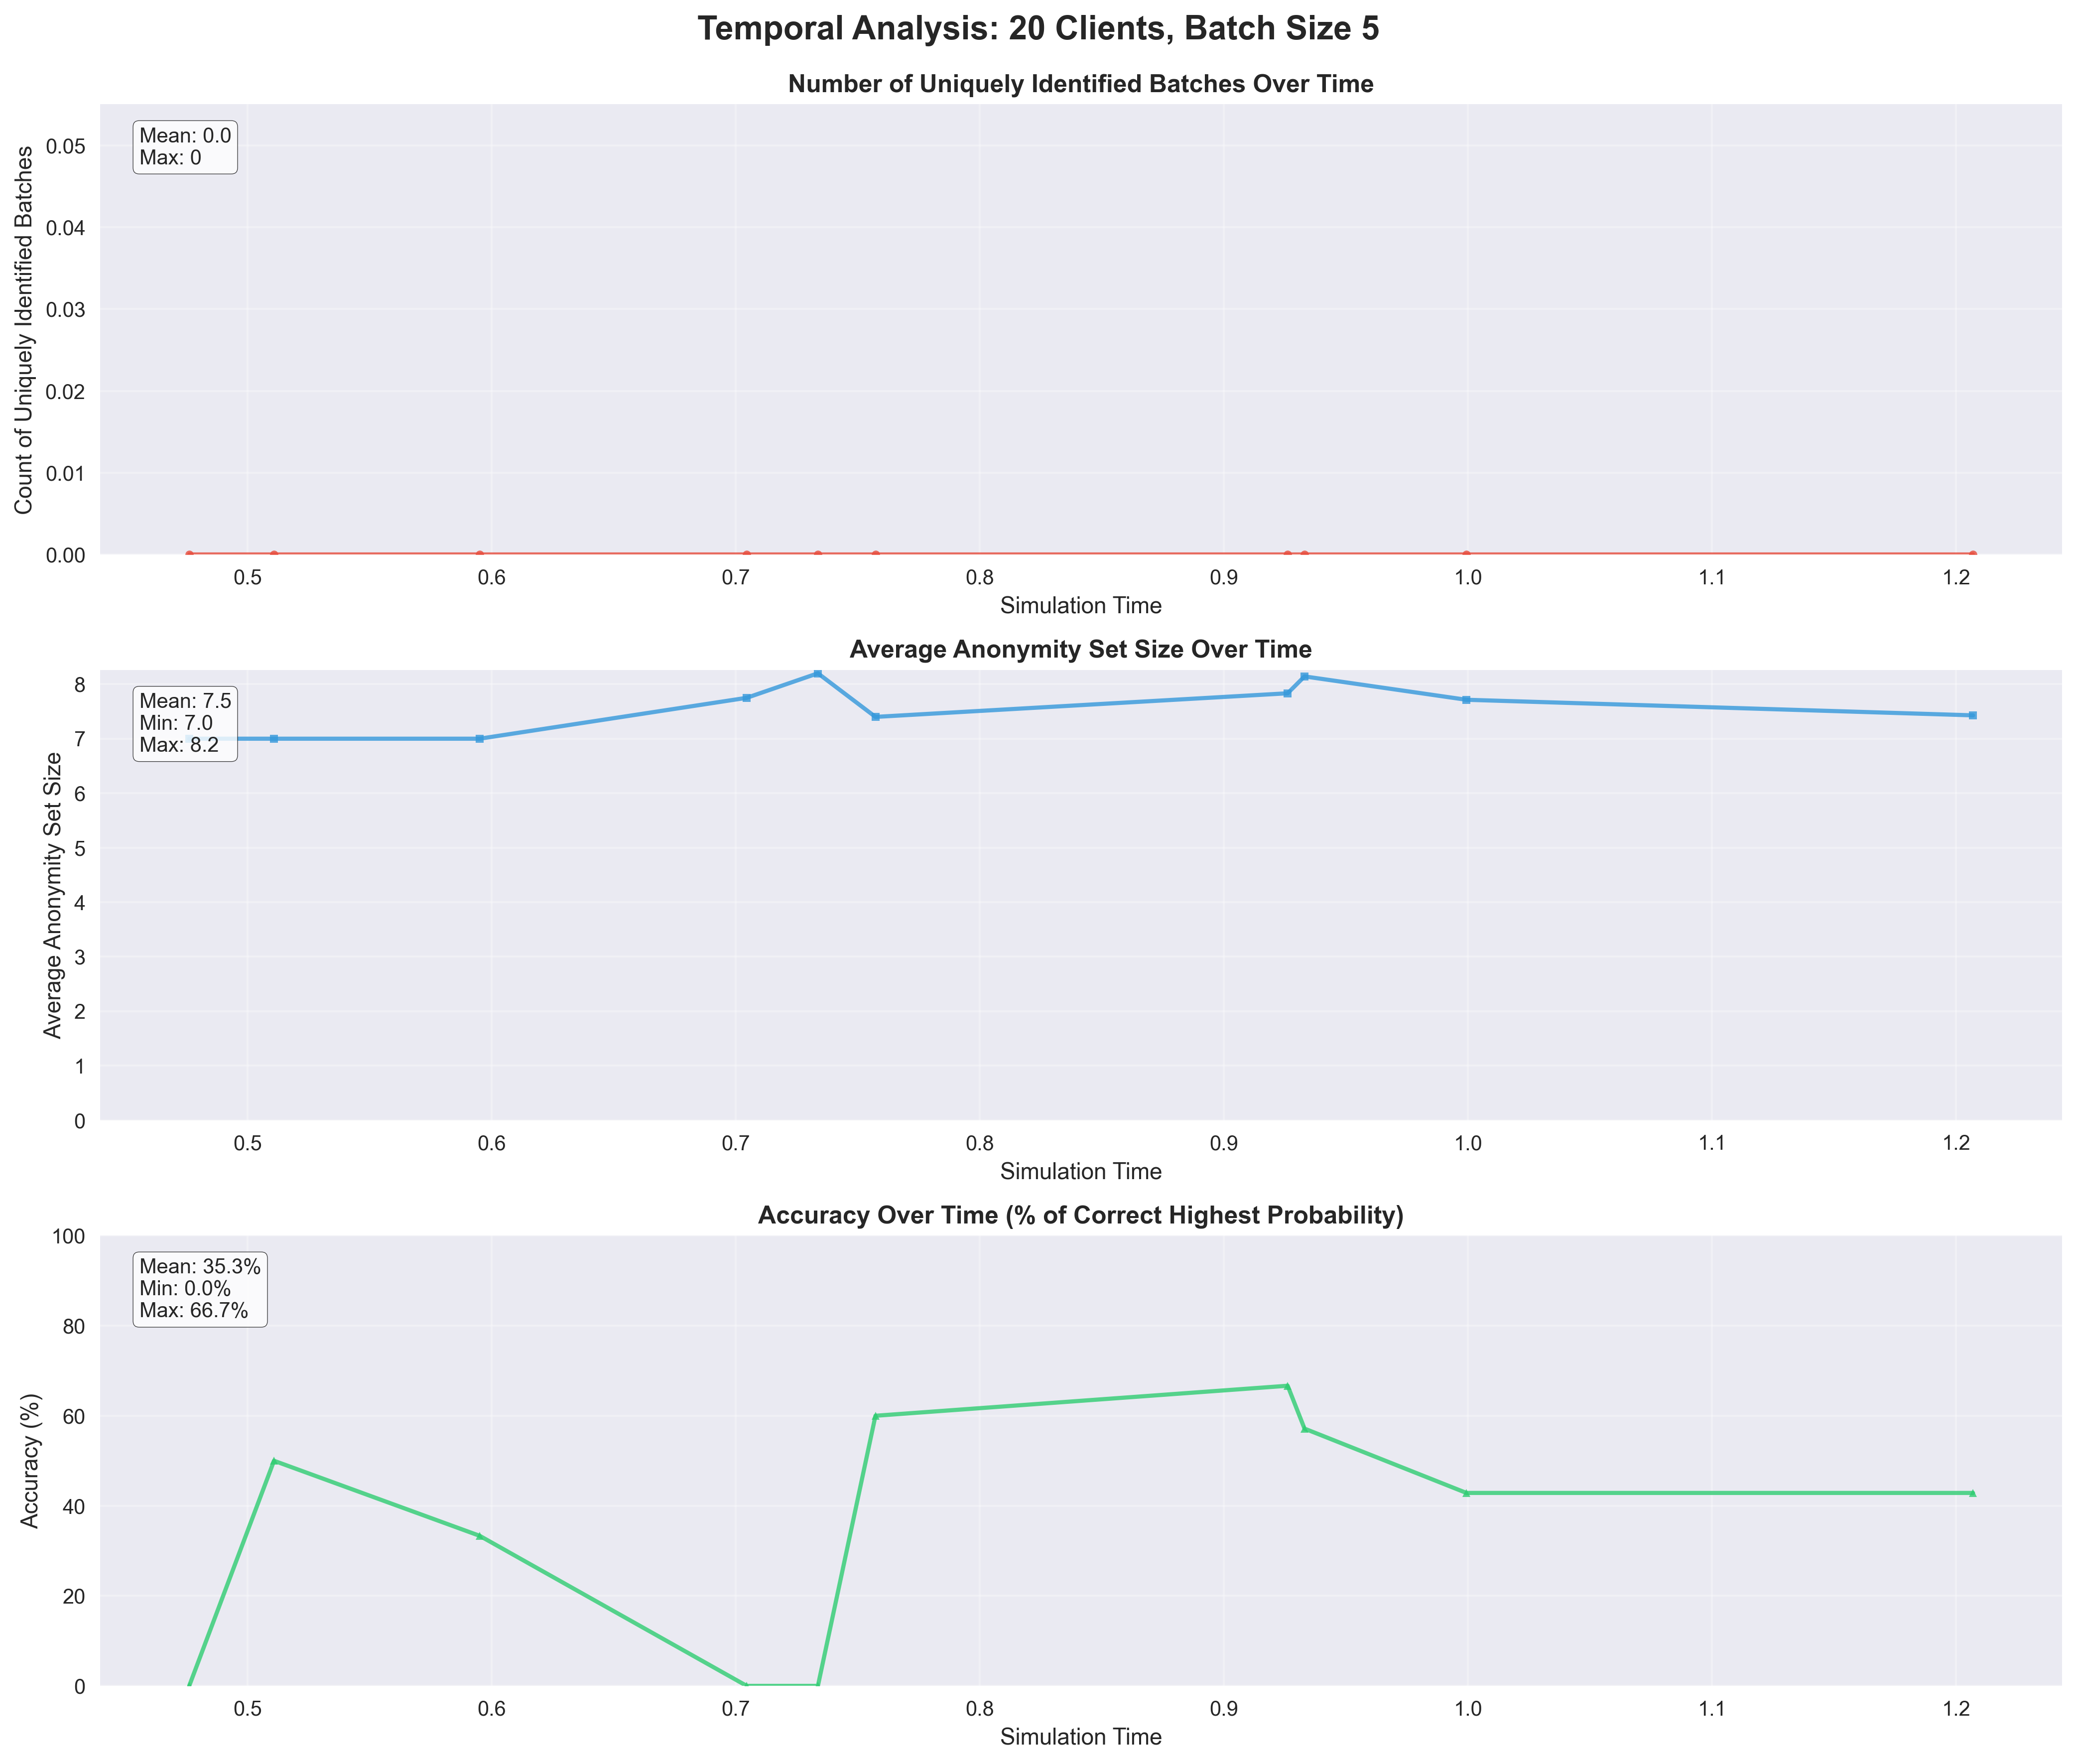 Temporal Analysis: 20 Clients, Batch Size 5
Number of Uniquely Identified Batches Over Time
Mean: 0.0
Max: 0
Count of Uniquely Identified Batches
0.05
0.04
0.03
0.02
0.01
0.00
0.5 0.6 0.7 0.8 0.9 1.0 1.1 1.2
Simulation Time
Average Anonymity Set Size Over Time
Mean: 7.5
Min: 7.0
Max: 8.2
Average Anonymity Set Size
8
7
6
5
4
3
2
1
0
0.5 0.6 0.7 0.8 0.9 1.0 1.1 1.2
Simulation Time
Accuracy Over Time (% of Correct Highest Probability)
Mean: 35.3%
Min: 0.0%
Max: 66.7%
Accuracy (%)
100
80
60
40
20
0
0.5 0.6 0.7 0.8 0.9 1.0 1.1 1.2
Simulation Time